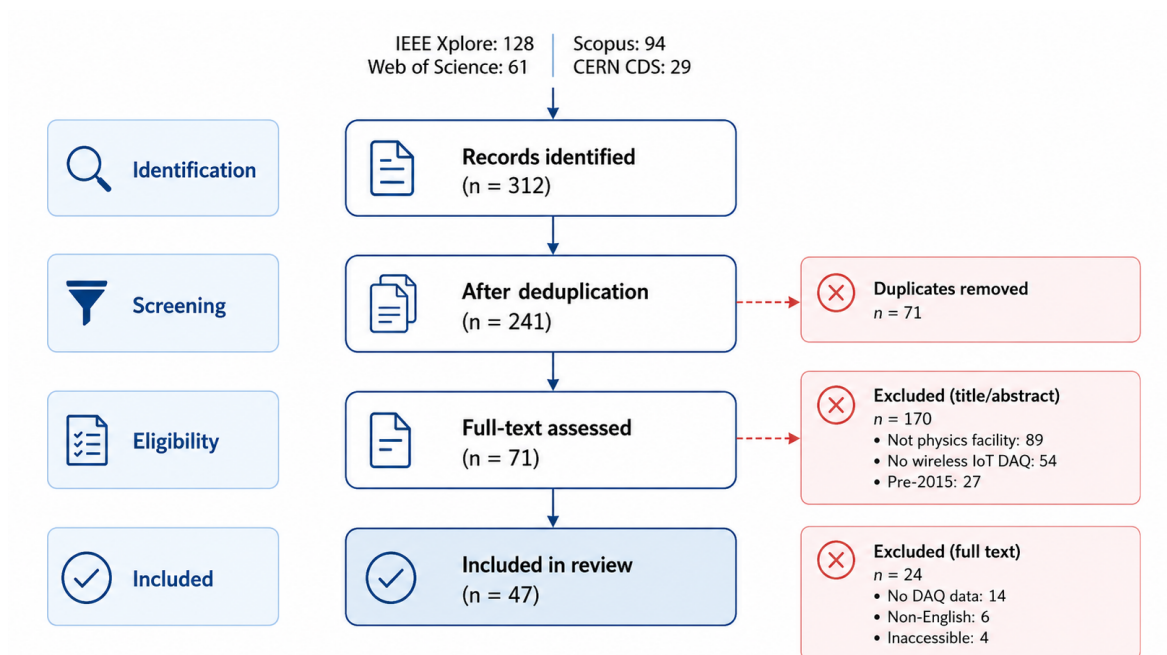 IEEE Xplore: 128
Web of Science: 61
Scopus: 94
CERN CDS: 29
Identification
Records identified
(n = 312)
Screening
After deduplication
(n = 241)
Duplicates removed
n = 71
Eligibility
Full-text assessed
(n = 71)
Excluded (title/abstract)
n = 170
• Not physics facility: 89
• No wireless IoT DAQ: 54
• Pre-2015: 27
Included
Included in review
(n = 47)
Excluded (full text)
n = 24
• No DAQ data: 14
• Non-English: 6
• Inaccessible: 4